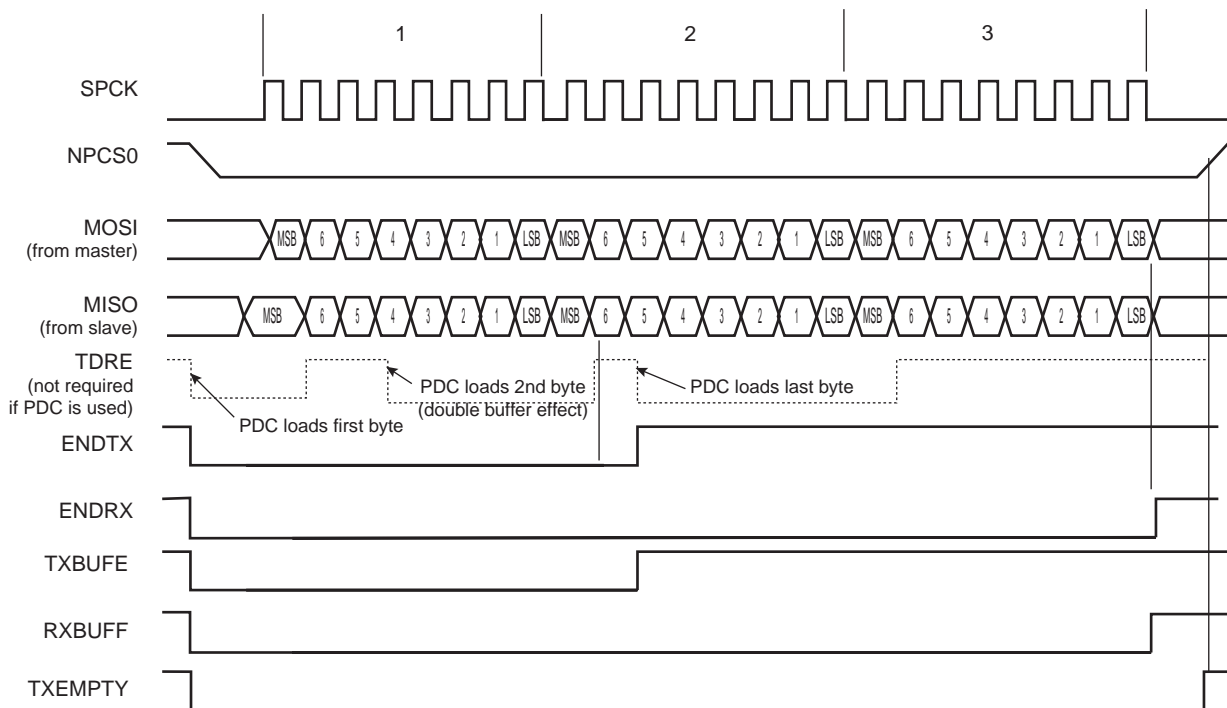 1 2 3
SPCK
NPCS0
MOSI
(from master)
MSB 6 5 4 3 2 1 LSB MSB 6 5 4 3 2 1 LSB MSB 6 5 4 3 2 1 LSB
MISO
(from slave)
MSB 6 5 4 3 2 1 LSB MSB 6 5 4 3 2 1 LSB MSB 6 5 4 3 2 1 LSB
TDRE
(not required
if PDC is used)
PDC loads first byte
PDC loads 2nd byte
(double buffer effect)
PDC loads last byte
ENDTX
ENDRX
TXBUFE
RXBUFF
TXEMPTY